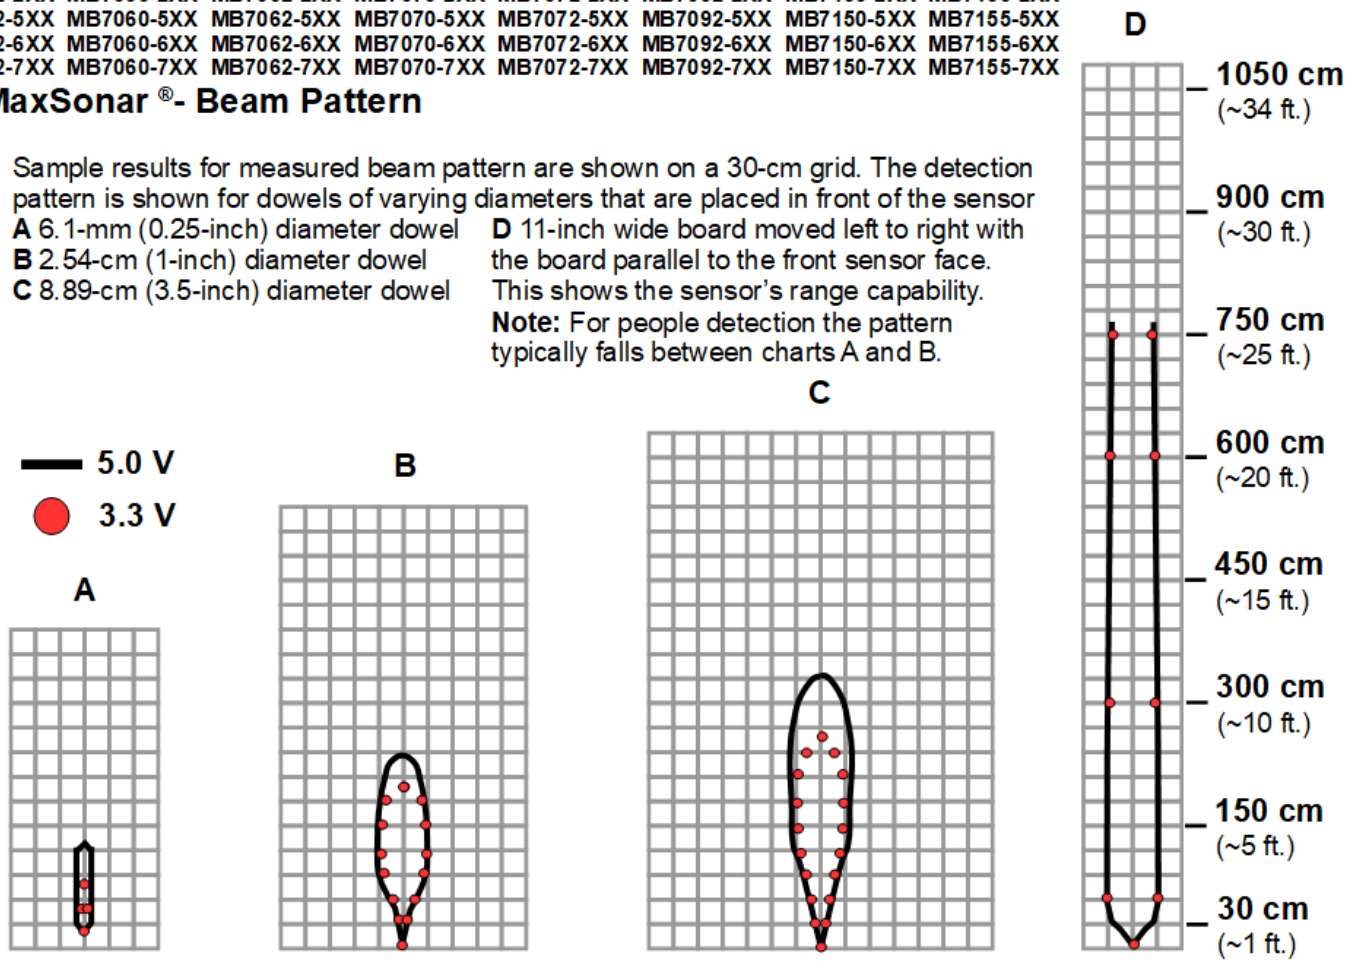 2-5XX MB7060-5XX MB7062-5XX MB7070-5XX MB7072-5XX MB7092-5XX MB7150-5XX MB7155-5XX
2-6XX MB7060-6XX MB7062-6XX MB7070-6XX MB7072-6XX MB7092-6XX MB7150-6XX MB7155-6XX
2-7XX MB7060-7XX MB7062-7XX MB7070-7XX MB7072-7XX MB7092-7XX MB7150-7XX MB7155-7XX
MaxSonar ®- Beam Pattern
Sample results for measured beam pattern are shown on a 30-cm grid. The detection
pattern is shown for dowels of varying diameters that are placed in front of the sensor
A 6.1-mm (0.25-inch) diameter dowel
B 2.54-cm (1-inch) diameter dowel
C 8.89-cm (3.5-inch) diameter dowel
D 11-inch wide board moved left to right with
the board parallel to the front sensor face.
This shows the sensor's range capability.
Note: For people detection the pattern
typically falls between charts A and B.
5.0 V
3.3 V
A
B
C
D
1050 cm
(~34 ft.)
900 cm
(~30 ft.)
750 cm
(~25 ft.)
600 cm
(~20 ft.)
450 cm
(~15 ft.)
300 cm
(~10 ft.)
150 cm
(~5 ft.)
30 cm
(~1 ft.)